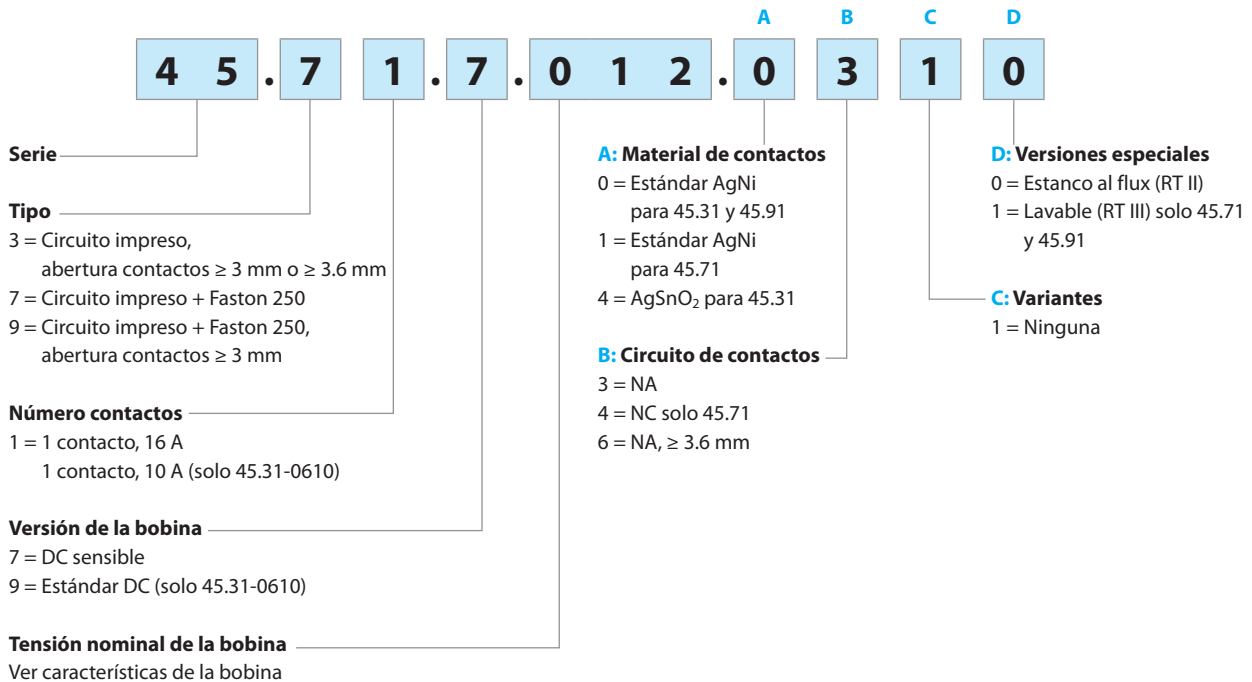 A B C D
4 5 . 7 1 . 7 . 0 1 2 . 0 3 1 0
Serie
Tipo
3 = Circuito impreso,
abertura contactos ≥ 3 mm o ≥ 3.6 mm
7 = Circuito impreso + Faston 250
9 = Circuito impreso + Faston 250,
abertura contactos ≥ 3 mm
Número contactos
1 = 1 contacto, 16 A
1 contacto, 10 A (solo 45.31-0610)
Versión de la bobina
7 = DC sensible
9 = Estándar DC (solo 45.31-0610)
Tensión nominal de la bobina
Ver características de la bobina
A: Material de contactos
0 = Estándar AgNi
para 45.31 y 45.91
1 = Estándar AgNi
para 45.71
4 = AgSnO₂ para 45.31
B: Circuito de contactos
3 = NA
4 = NC solo 45.71
6 = NA, ≥ 3.6 mm
D: Versiones especiales
0 = Estanco al flux (RT II)
1 = Lavable (RT III) solo 45.71
y 45.91
C: Variantes
1 = Ninguna